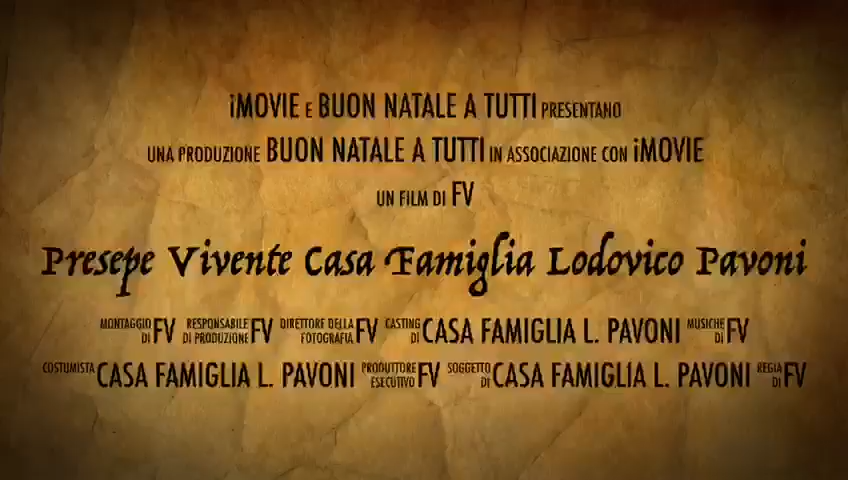 iMOVIE E BUON NATALE A TUTTI PRESENTANO
UNA PRODUZIONE BUON NATALE A TUTTI IN ASSOCIAZIONE CON iMOVIE
UN FILM DI FV
Presepe Vivente Casa Famiglia Lodovico Pavoni
MONTAGGIO DI FV RESPONSABILE DI PRODUZIONE FV DIRETTORE DELLA FOTOGRAFIA FV CASTING DI CASA FAMIGLIA L. PAVONI MUSICHE DI FV
COSTUMISTA CASA FAMIGLIA L. PAVONI PRODUTTORE ESECUTIVO FV SOGGETTO DI CASA FAMIGLIA L. PAVONI REGIA DI FV